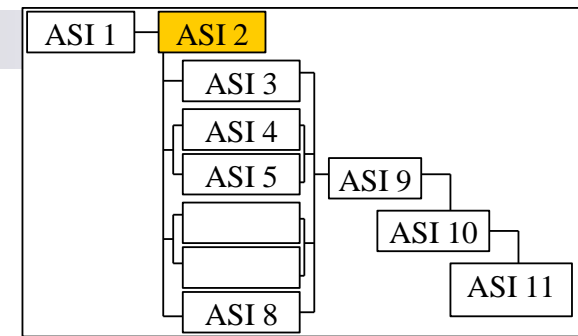 ASI 1
ASI 2
ASI 3
ASI 4
ASI 5
ASI 8
ASI 9
ASI 10
ASI 11